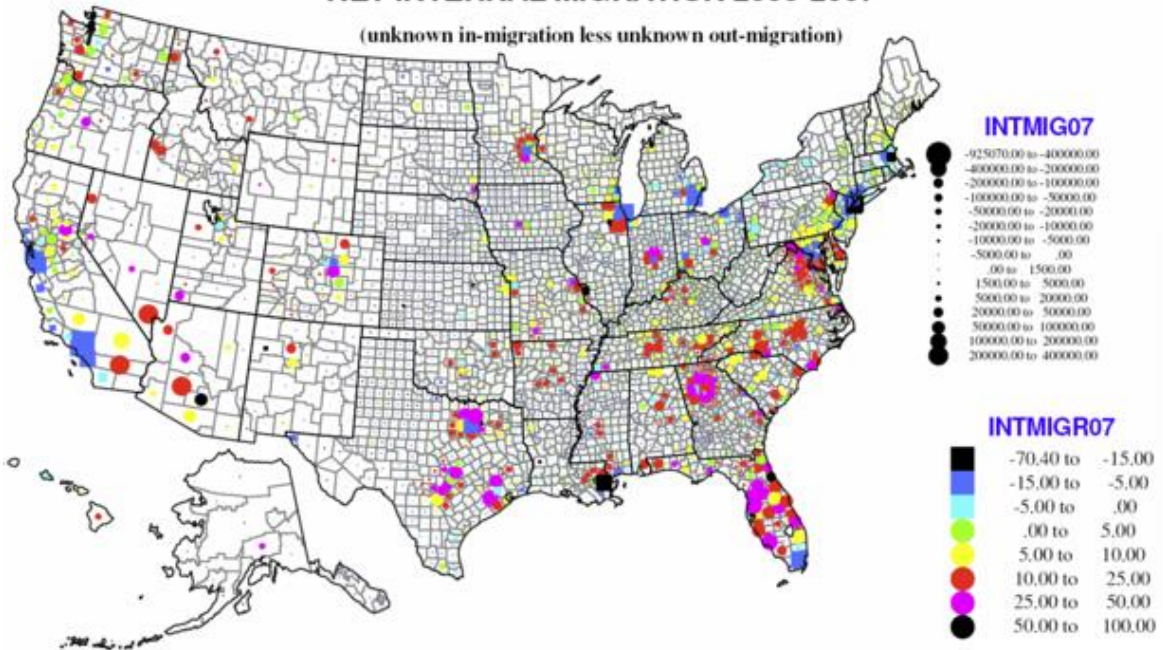 (unknown in-migration less unknown out-migration)
INTMIG07
-925070.00 to -400000.00
-400000.00 to -200000.00
-200000.00 to -100000.00
-100000.00 to -50000.00
-50000.00 to -20000.00
-20000.00 to -10000.00
-10000.00 to -5000.00
-5000.00 to .00
.00 to 1500.00
1500.00 to 5000.00
5000.00 to 20000.00
20000.00 to 50000.00
50000.00 to 100000.00
100000.00 to 200000.00
200000.00 to 400000.00
INTMIGR07
-70.40 to -15.00
-15.00 to -5.00
-5.00 to .00
.00 to 5.00
5.00 to 10.00
10.00 to 25.00
25.00 to 50.00
50.00 to 100.00